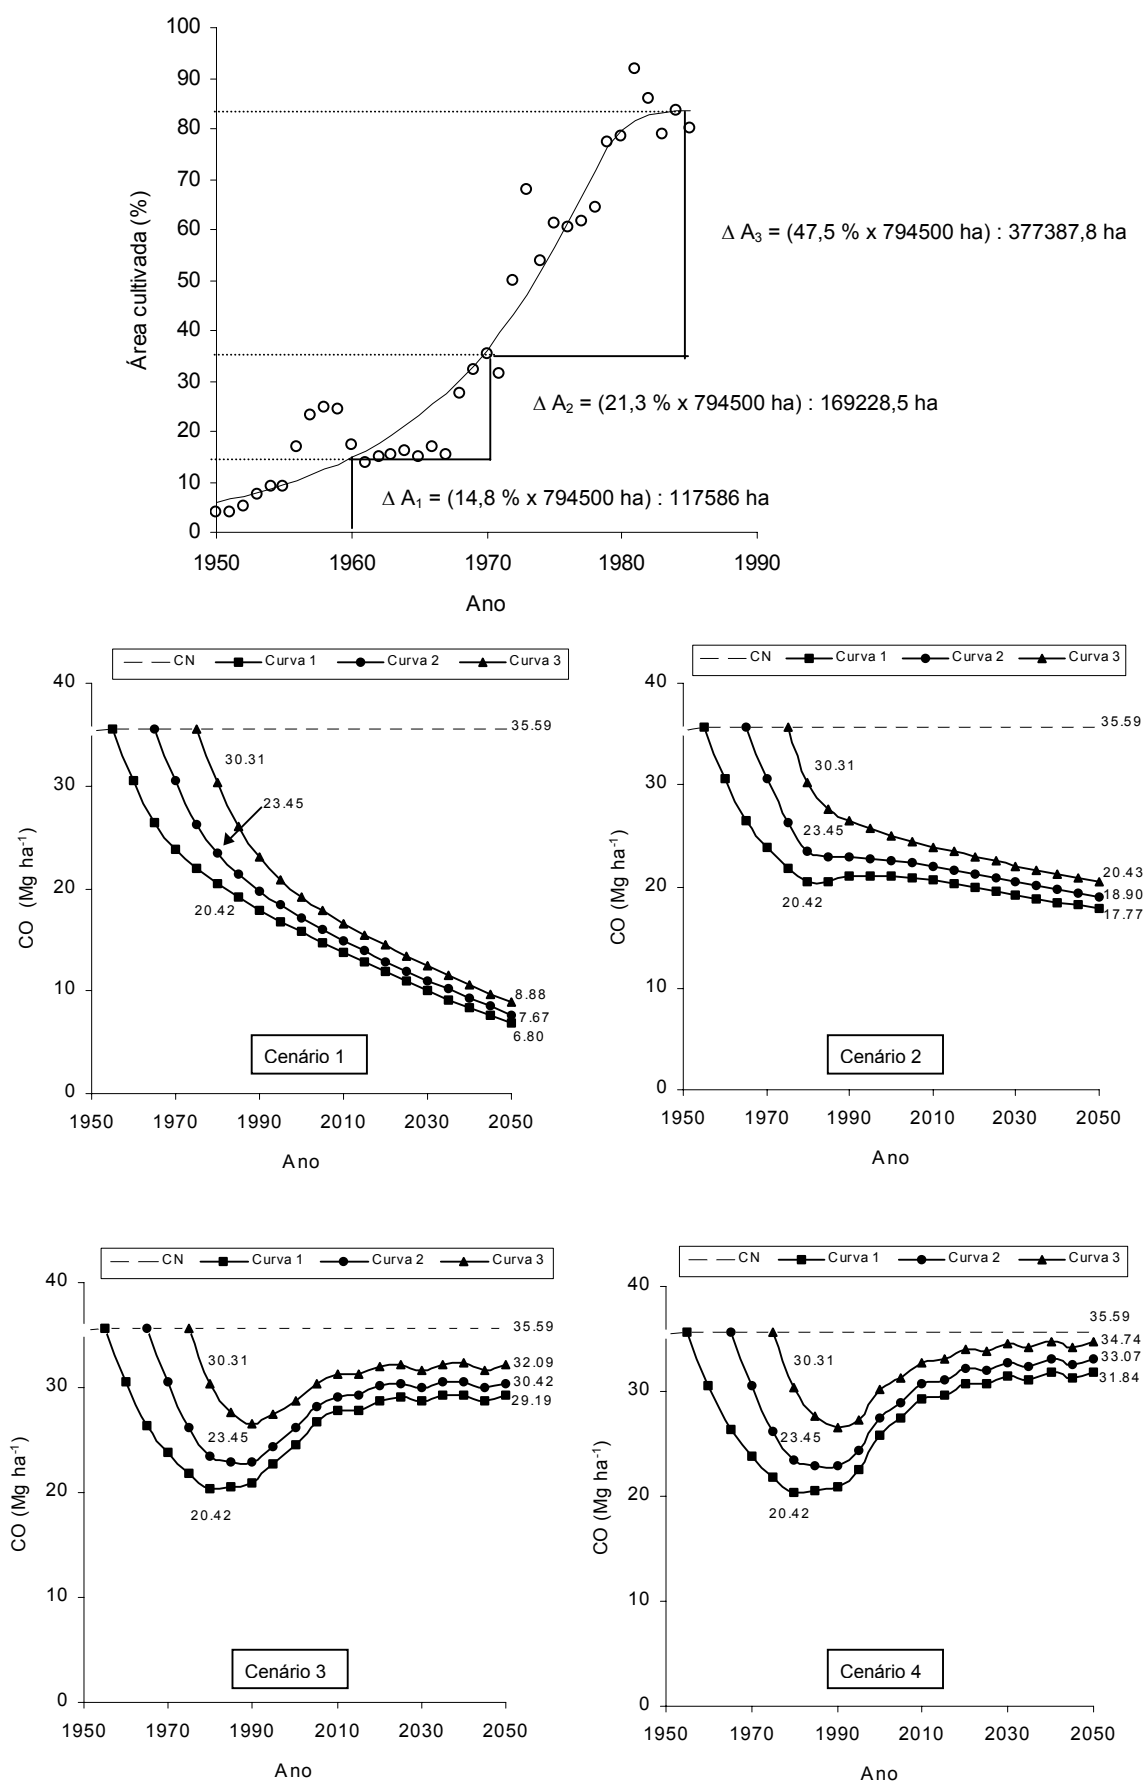 100
90
80
70
60
50
40
30
20
10
0
Área cultivada (%)
Δ A3 = (47,5 % x 794500 ha) : 377387,8 ha
Δ A2 = (21,3 % x 794500 ha) : 169228,5 ha
Δ A1 = (14,8 % x 794500 ha) : 117586 ha
1950 1960 1970 1980 1990
Ano
CN Curva 1 Curva 2 Curva 3
40
30
20
10
0
CO (Mg ha-1)
35.59
30.31
23.45
20.42
8.88
7.67
6.80
Cenário 1
1950 1970 1990 2010 2030 2050
Ano
CN Curva 1 Curva 2 Curva 3
40
30
20
10
0
CO (Mg ha-1)
35.59
30.31
23.45
20.42
20.43
18.90
17.77
Cenário 2
1950 1970 1990 2010 2030 2050
Ano
CN Curva 1 Curva 2 Curva 3
40
30
20
10
0
CO (Mg ha-1)
35.59
30.31
23.45
20.42
32.09
30.42
29.19
Cenário 3
1950 1970 1990 2010 2030 2050
Ano
CN Curva 1 Curva 2 Curva 3
40
30
20
10
0
CO (Mg ha-1)
35.59
30.31
23.45
20.42
34.74
33.07
31.84
Cenário 4
1950 1970 1990 2010 2030 2050
Ano